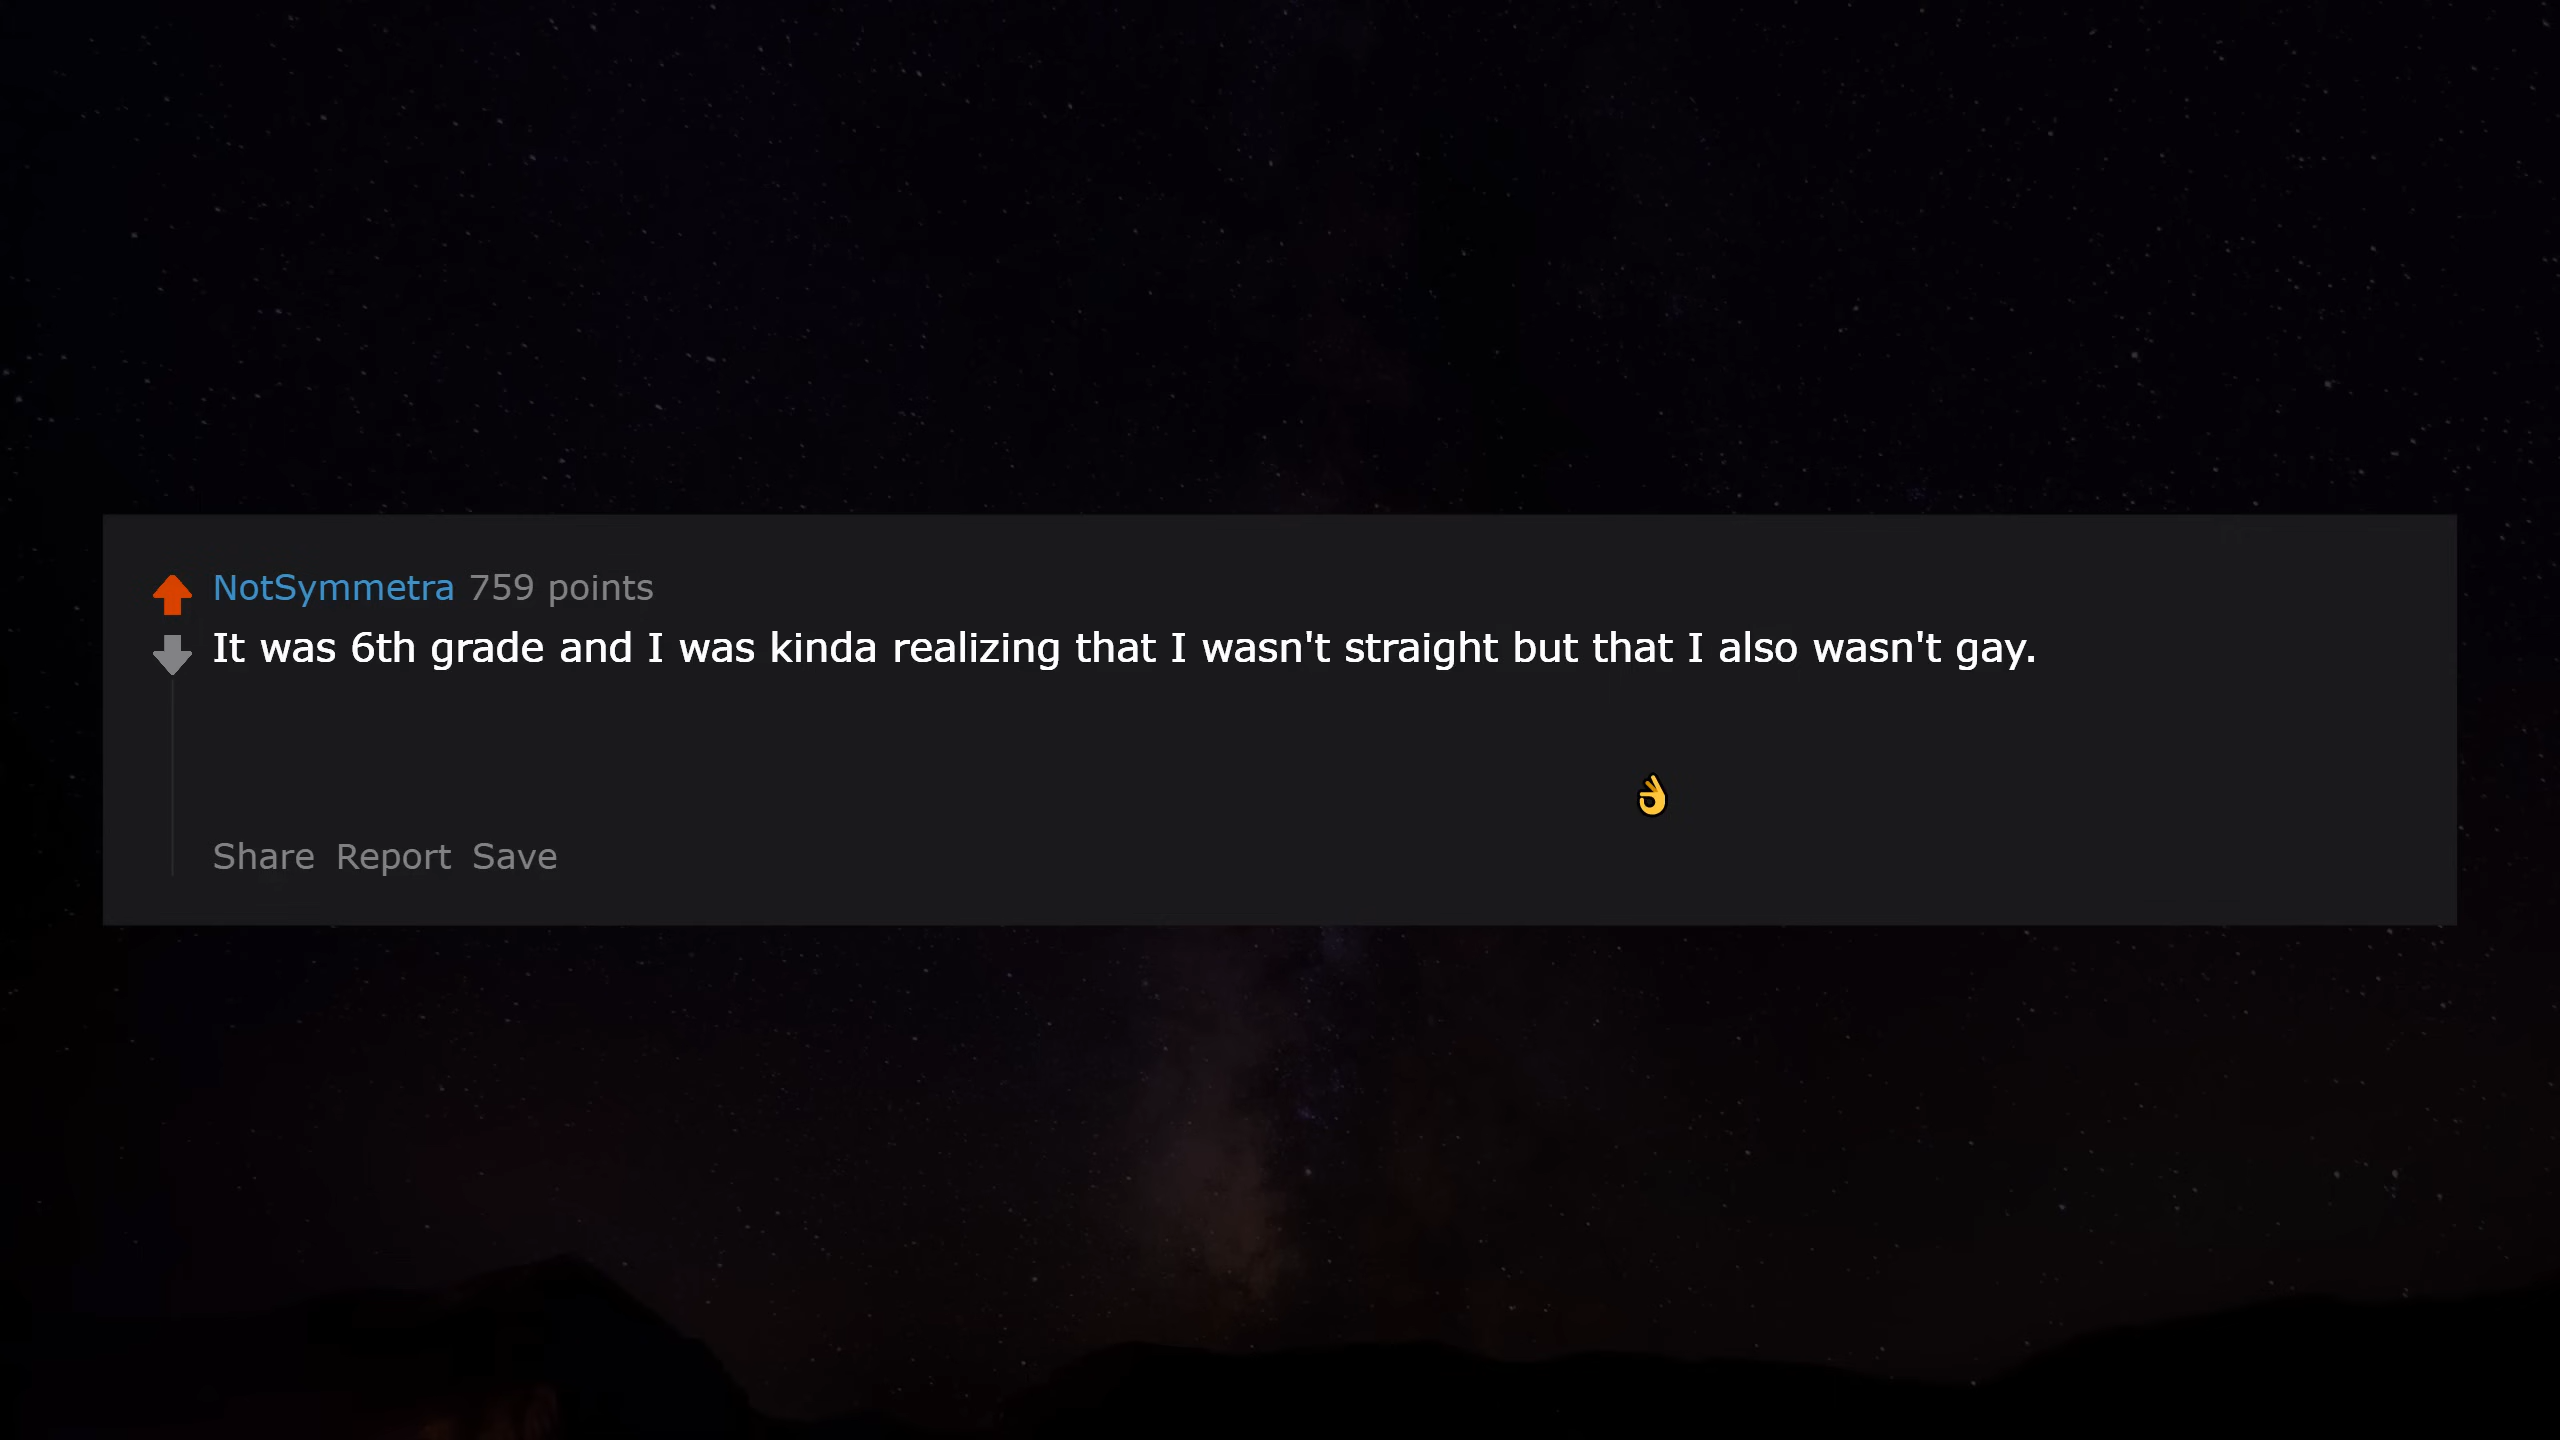 NotSymmetra 759 points
It was 6th grade and I was kinda realizing that I wasn't straight but that I also wasn't gay.
👌
Share Report Save